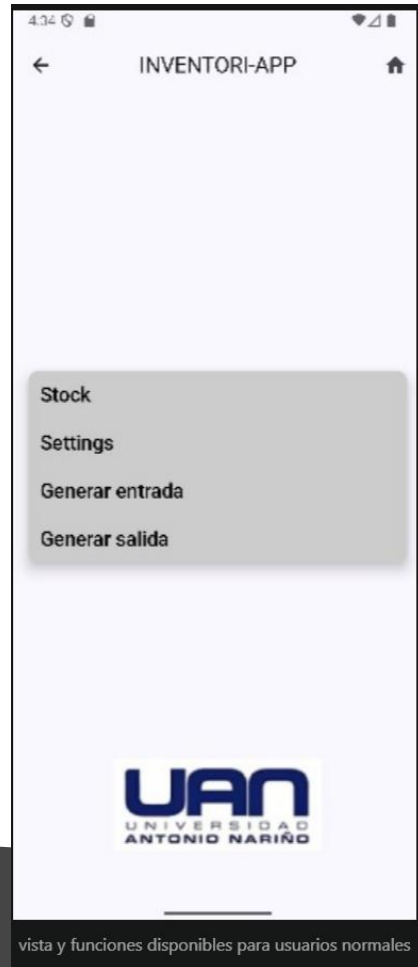 4:34
INVENTORI-APP
Stock
Settings
Generar entrada
Generar salida
UAN
UNIVERSIDAD
ANTONIO NARIÑO
vista y funciones disponibles para usuarios normales